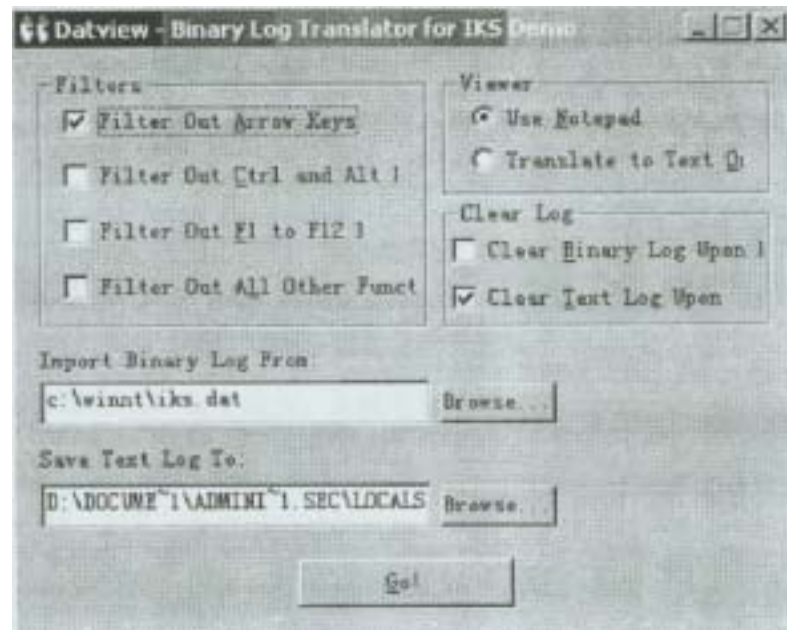 Datview - Binary Log Translator for IKS Demo
Filters
Filter Out Arrow Keys
Filter Out Ctrl and Alt
Filter Out F1 to F12
Filter Out All Other Funct
Viewer
Use Notepad
Translate to Text
Clear Log
Clear Binary Log Upon
Clear Text Log Upon
Import Binary Log From:
c:\winnt\iks.dat
Browse...
Save Text Log To:
D:\DOCUME~1\ADMINI~1.SEC\LOCALS
Browse...
Go!